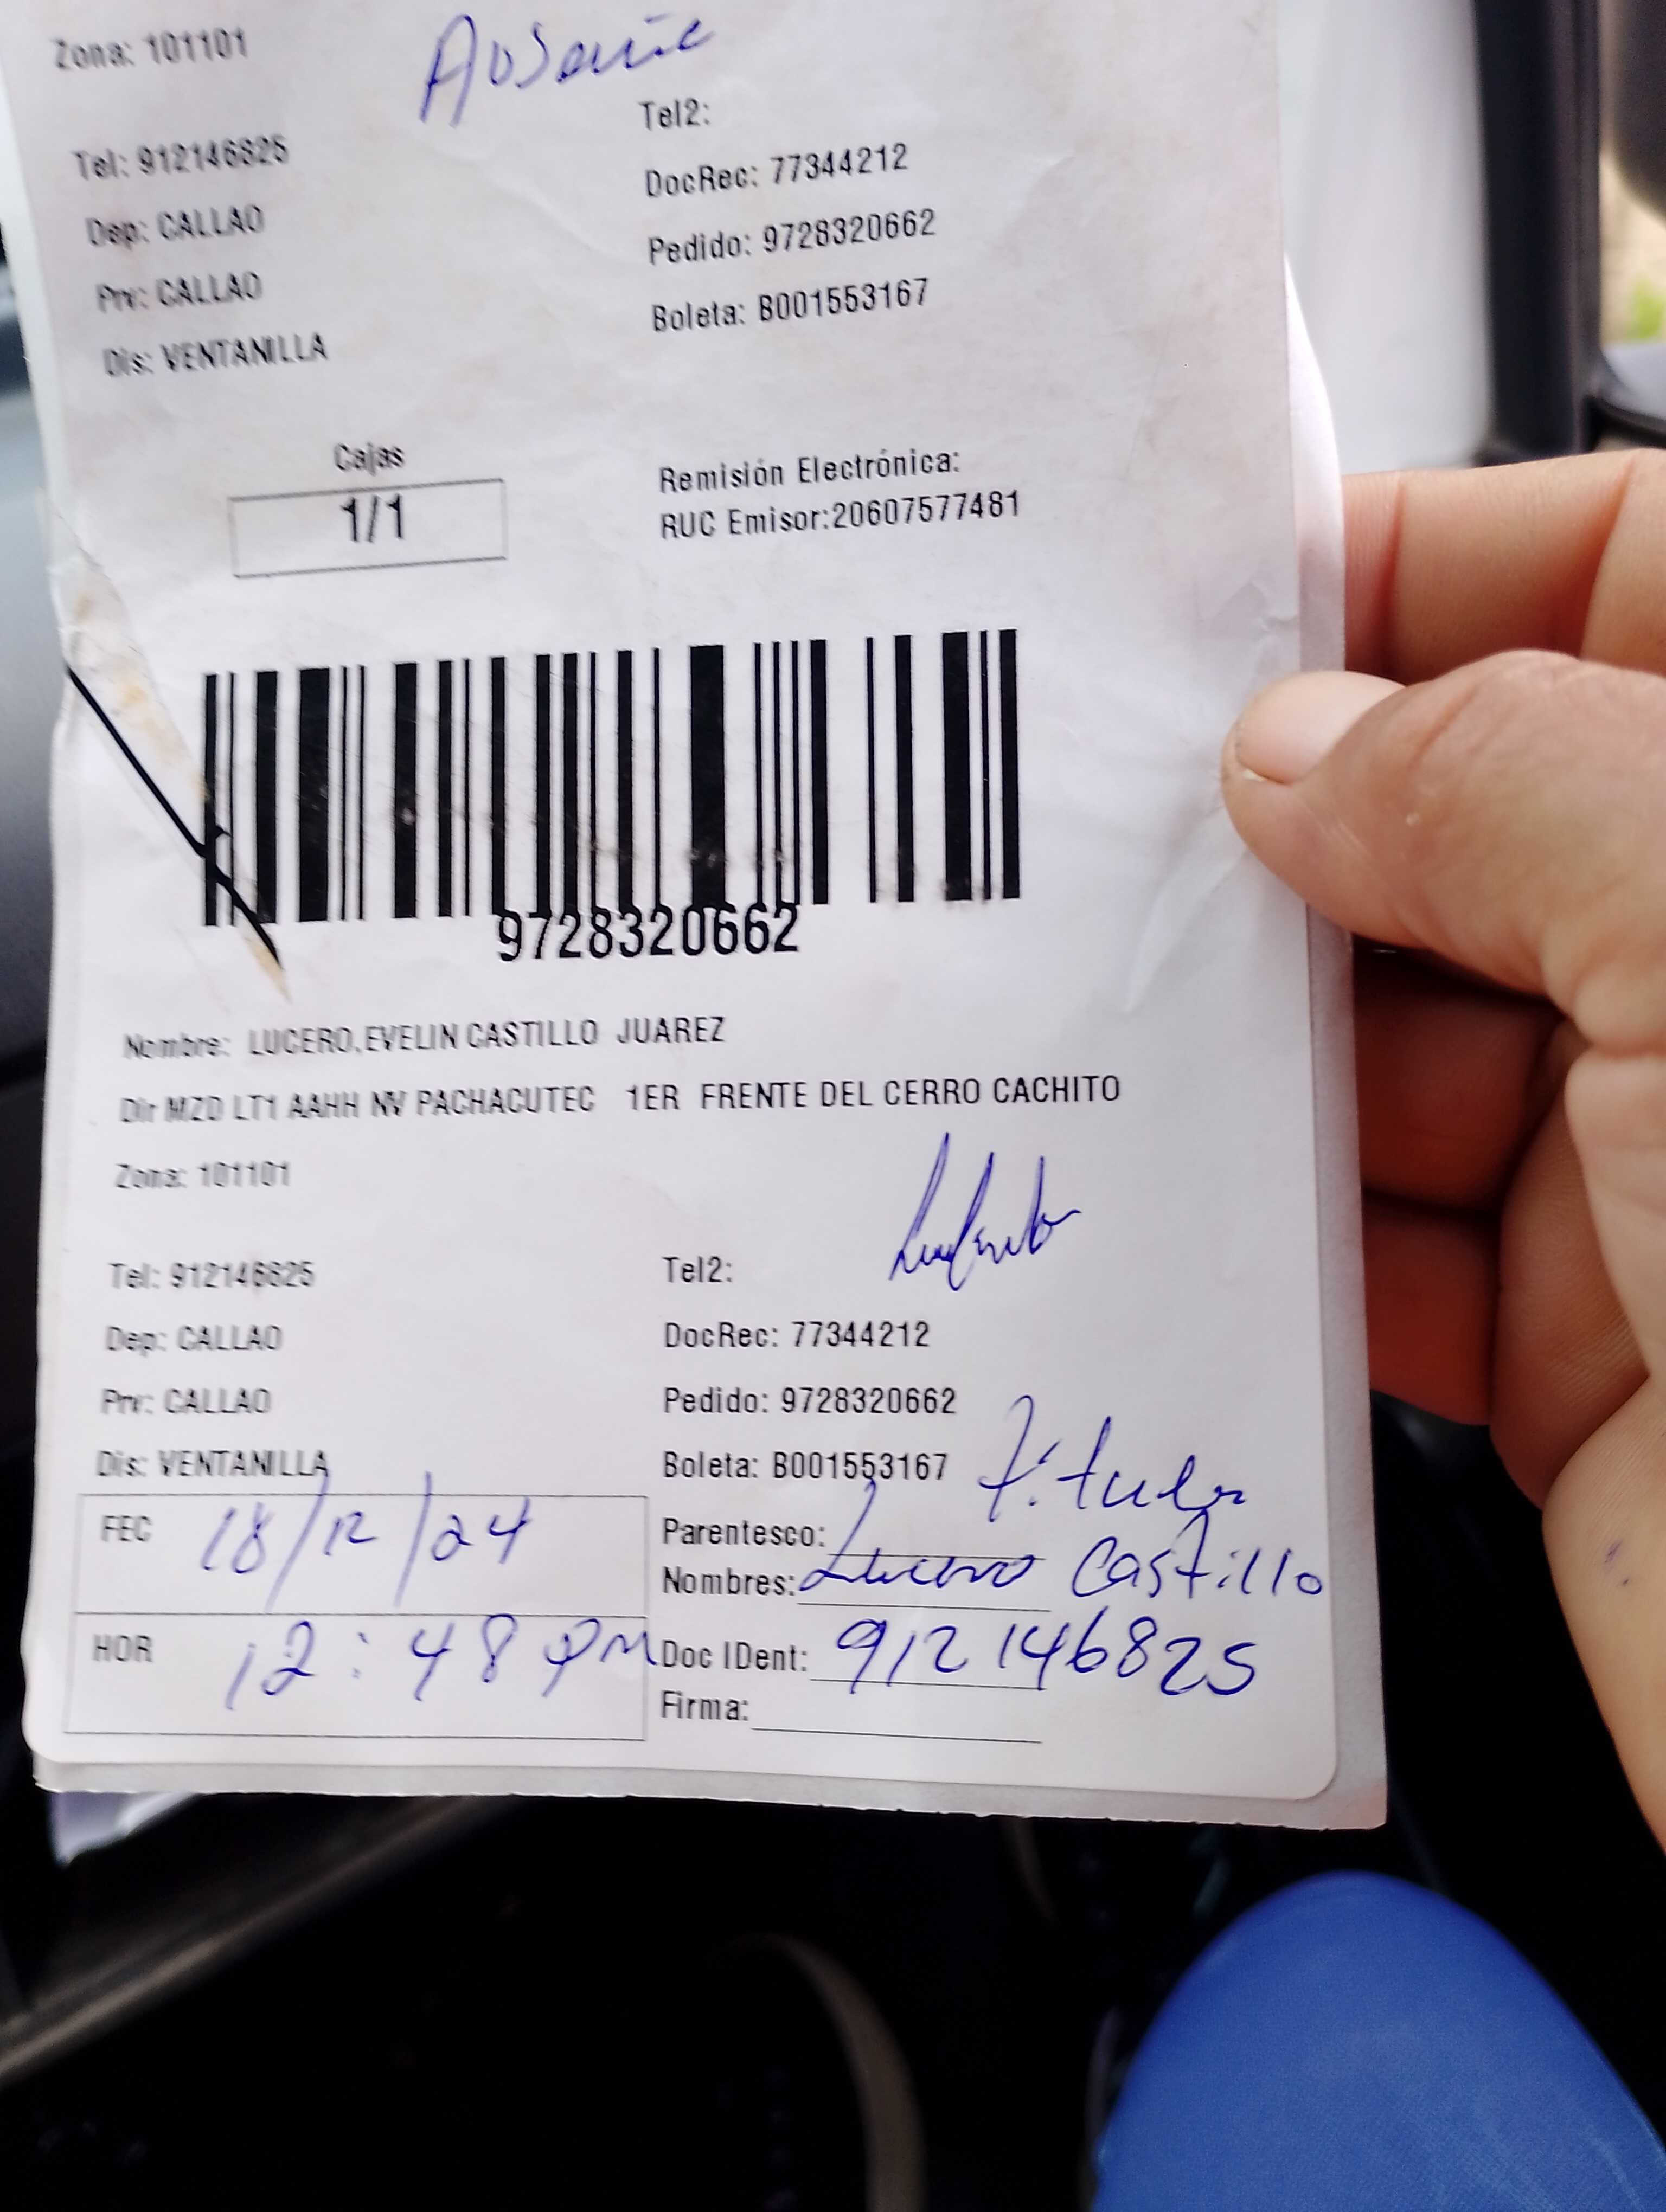 Zona: 101101
Tel: 912146825
Tel2:
Dep: CALLAO
DocRec: 77344212
Prv: CALLAO
Pedido: 9728320662
Dis: VENTANILLA
Boleta: B001553167
Cajas
1/1
Remisión Electrónica:
RUC Emisor:20607577481
9728320662
Nombre: LUCERO.EVELIN CASTILLO JUAREZ
Dir MZD LT1 AAHH NV PACHACUTEC 1ER FRENTE DEL CERRO CACHITO
Zona: 101101
Tel: 912146825
Tel2:
Dep: CALLAO
DocRec: 77344212
Prv: CALLAO
Pedido: 9728320662
Dis: VENTANILLA
Boleta: B001553167
FEC 18/12/24
Parentesco: Titular
Nombres: Lucero Castillo
HOR 12:48 PM
Doc IDent: 912146825
Firma: